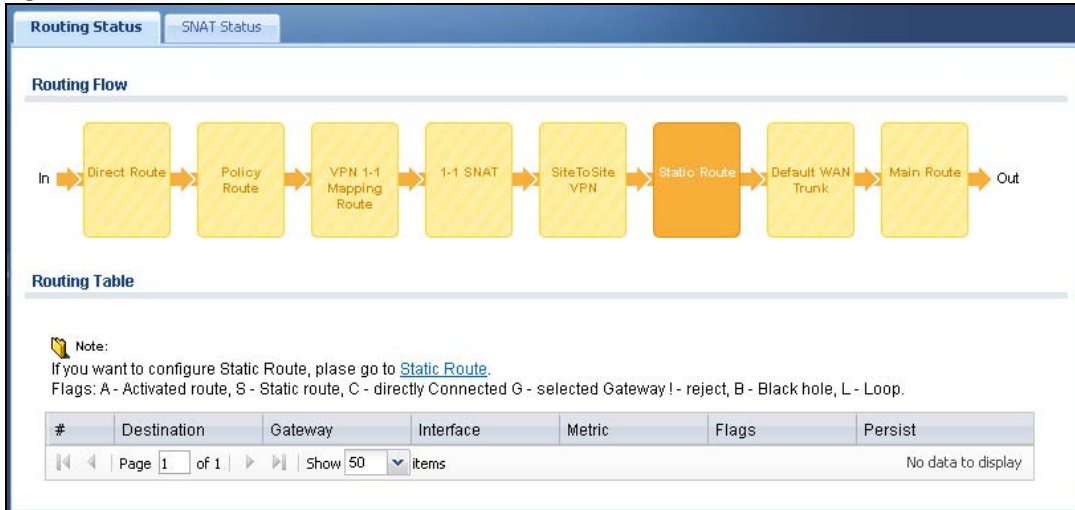 Routing Status
SNAT Status
Routing Flow
In
Direct Route
Policy
Route
VPN 1-1
Mapping
Route
1-1 SNAT
SiteToSite
VPN
Static Route
Default WAN
Trunk
Main Route
Out
Routing Table
Note:
If you want to configure Static Route, plase go to Static Route.
Flags: A - Activated route, S - Static route, C - directly Connected G - selected Gateway ! - reject, B - Black hole, L - Loop.
# Destination Gateway Interface Metric Flags Persist
Page 1 of 1 Show 50 items No data to display